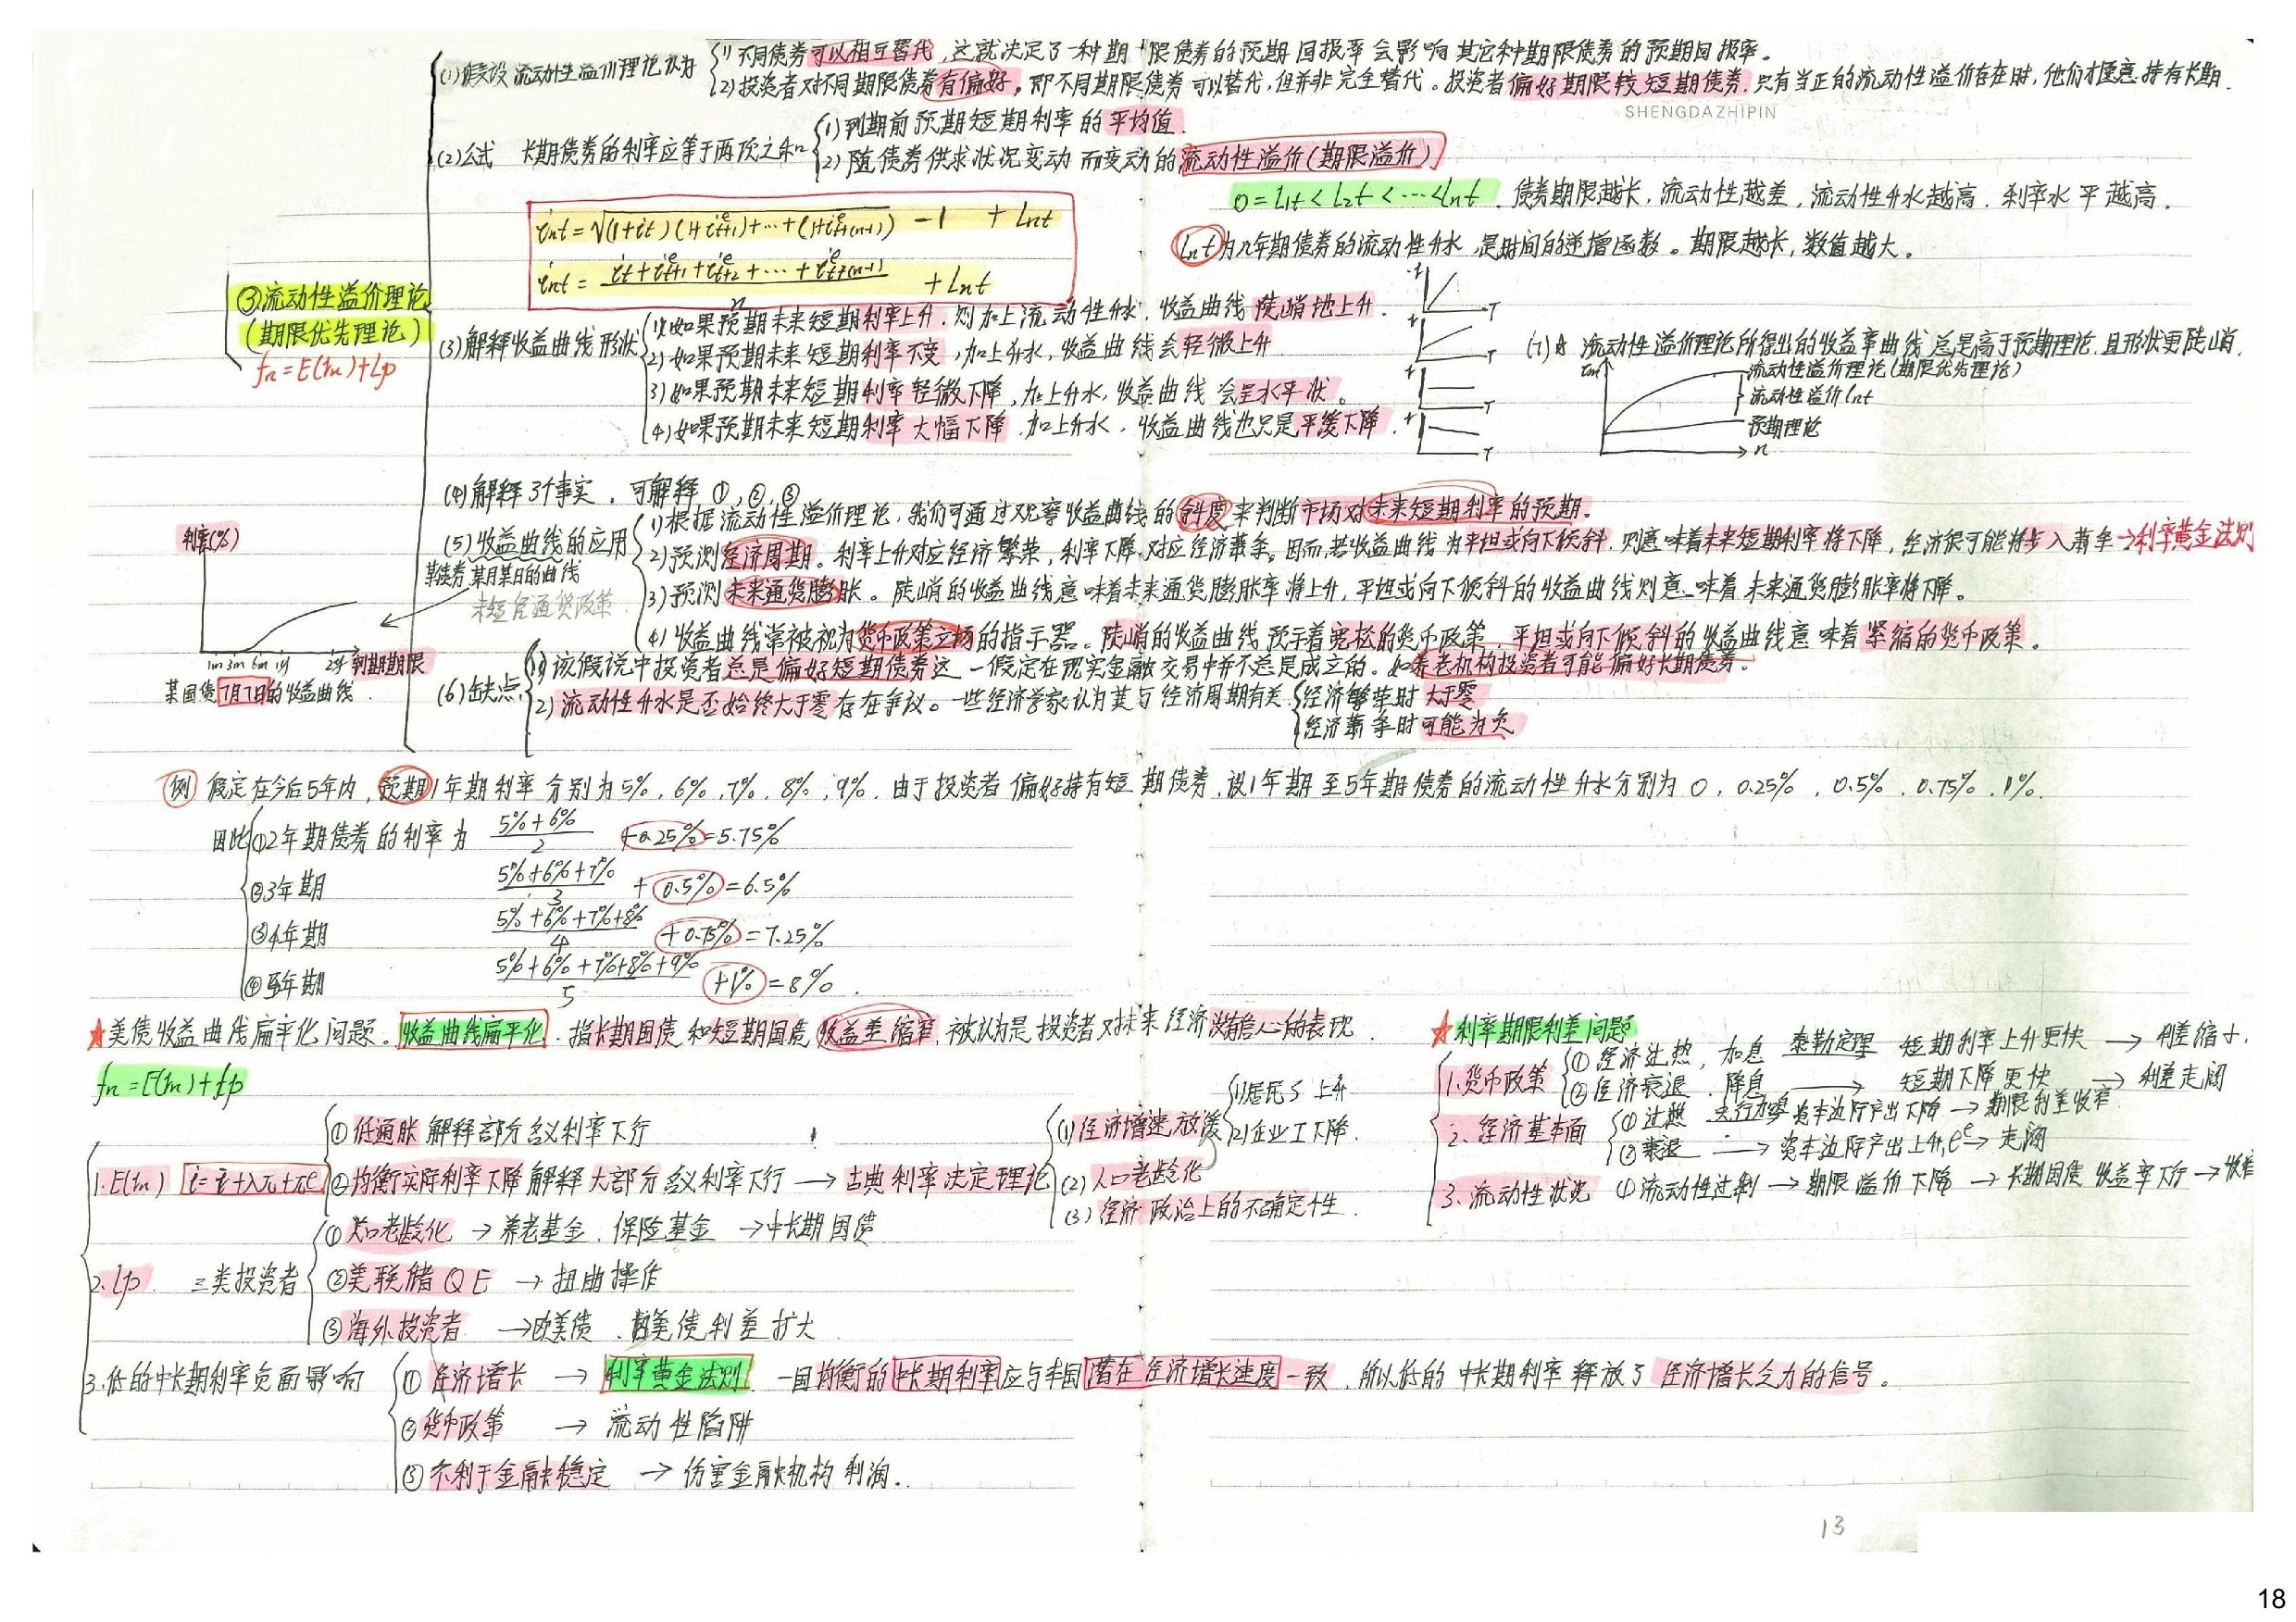 (1)假设 流动性溢价理论认为 1)不同债券可以相互替代,这就决定了一种期限债券的预期回报率会影响其它种期限债券的预期回报率。
2)投资者对不同期限债券有偏好,即不同期限债券可以替代,但并非完全替代。投资者偏好期限较短期债券.只有当正的流动性溢价存在时,他们才愿意持有长期.
SHENGDAZHIPIN
(2)公式 长期债券的利率应等于两项之和 1)到期前预期短期利率的平均值.
2)随债券供求状况变动而变动的流动性溢价(期限溢价)
0=l1t<l2t<…<lnt.债券期限越长,流动性越差,流动性升水越高.利率水平越高.
int=√(1+it)(1+i^e t+1)+…+(1+i^e t+(n-1)) -1 +lnt
lnt为n年期债券的流动性升水 是时间的递增函数。期限越长,数值越大。
int= it+i^e t+1+i^e t+2+…+i^e t+(n-1) / n +lnt
③流动性溢价理论
(期限优先理论)
fn=E(rn)+Lp
(3)解释收益曲线形状 1)如果预期未来短期利率上升.则加上流动性升水,收益曲线陡峭地上升.
2)如果预期未来短期利率不变,加上升水,收益曲线会轻微上升
3)如果预期未来短期利率轻微下降,加上升水,收益曲线会呈水平状。
4)如果预期未来短期利率大幅下降,加上升水,收益曲线也只是平缓下降.
(7) 流动性溢价理论所得出的收益率曲线总是高于预期理论,且形状更陡峭.
流动性溢价理论(期限优先理论)
流动性溢价lnt
预期理论
n
(4)解释3个事实.可解释①,②,③
(5)收益曲线的应用 1)根据流动性溢价理论,我们可通过观察收益曲线的斜度来判断市场对未来短期利率的预期.
2)预测经济周期。利率上升对应经济繁荣,利率下降,对应经济萧条。因而,若收益曲线为平坦或向下倾斜.则意味着未来短期利率将下降,经济很可能将步入萧条→利率黄金法则
3)预测未来通货膨胀。陡峭的收益曲线意味着未来通货膨胀率将上升,平坦或向下倾斜的收益曲线则意味着未来通货膨胀率将下降。
4)收益曲线常被视为货币政策立场的指示器。陡峭的收益曲线预示着宽松的货币政策,平坦或向下倾斜的收益曲线意味着紧缩的货币政策。
某债券某月某日的曲线
利率(%)
1m 3m 6m 1y 2y 到期期限
某国债7月7日的收益曲线.
(6)缺点 1)该假说中投资者总是偏好短期债券这一假定在现实金融交易中并不总是成立的。如养老机构投资者可能偏好长期债券.
2)流动性升水是否始终大于零存在争议。一些经济学家认为其与经济周期有关 经济繁荣时大于零
经济萧条时可能为负
例 假定在今后5年内,预期1年期利率分别为5%,6%,7%,8%,9%.由于投资者偏好持有短期债券,设1年期至5年期债券的流动性升水分别为0,0.25%,0.5%,0.75%,1%.
因此①2年期债券的利率为 5%+6% / 2 +0.25%=5.75%
②3年期 5%+6%+7% / 3 +0.5%=6.5%
③4年期 5%+6%+7%+8% / 4 +0.75%=7.25%
④5年期 5%+6%+7%+8%+9% / 5 +1%=8%.
★美债收益曲线扁平化问题。收益曲线扁平化.指长期国债和短期国债收益差缩窄.被认为是投资者对未来经济担心的表现.
fn=E(rn)+Lp
1.E(rn)
①低通胀解释部分名义利率下行
②均衡实际利率下降解释大部分名义利率下行→古典利率决定理论
(1)经济增速放缓 1)居民S上升
2)企业I下降.
(2)人口老龄化
(3)经济政治上的不确定性.
2.Lp. 三类投资者 ①人口老龄化→养老基金.保险基金→中长期国债
②美联储QE→扭曲操作
③海外投资者→欧美债.美债利差扩大
3.低的中长期利率负面影响 ①经济增长→利率黄金法则.一国均衡的中长期利率应与本国潜在经济增长速度一致.所以低的中长期利率释放了经济增长乏力的信号。
②货币政策→流动性陷阱
③不利于金融稳定→伤害金融机构利润.
★利率期限利差问题
1.货币政策 ①经济过热,加息 泰勒定理 短期利率上升更快→利差缩小.
②经济衰退.降息→短期下降更快→利差走阔
2.经济基本面 ①过热 资本边际产出下降→期限利差收窄
②衰退→资本边际产出上升→走阔
3.流动性状况 ①流动性过剩→期限溢价下降→长期国债收益率下行→收窄
13
18